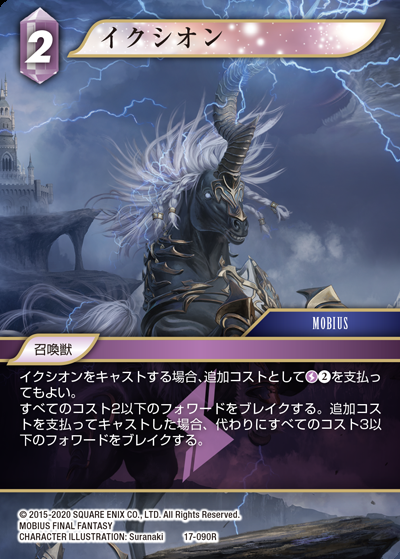 2
イクシオン
MOBIUS
召喚獣
イクシオンをキャストする場合、追加コストとして2を支払っ
てもよい。
すべてのコスト2以下のフォワードをブレイクする。追加コス
トを支払ってキャストした場合、代わりにすべてのコスト3以
下のフォワードをブレイクする。
© 2015-2020 SQUARE ENIX CO., LTD. All Rights Reserved.
MOBIUS FINAL FANTASY
CHARACTER ILLUSTRATION: Suranaki 17-090R